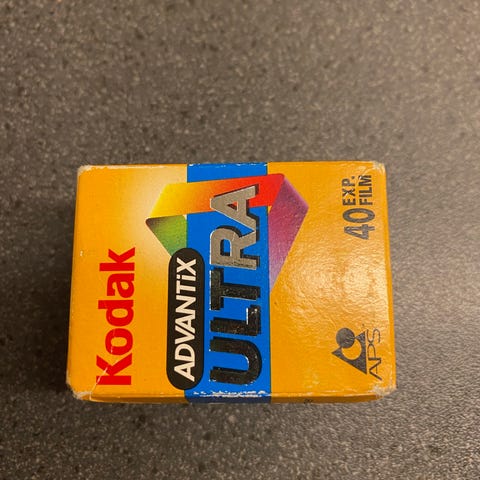 Kodak
ADVANTiX
ULTRA
40 EXP.
FILM
APS